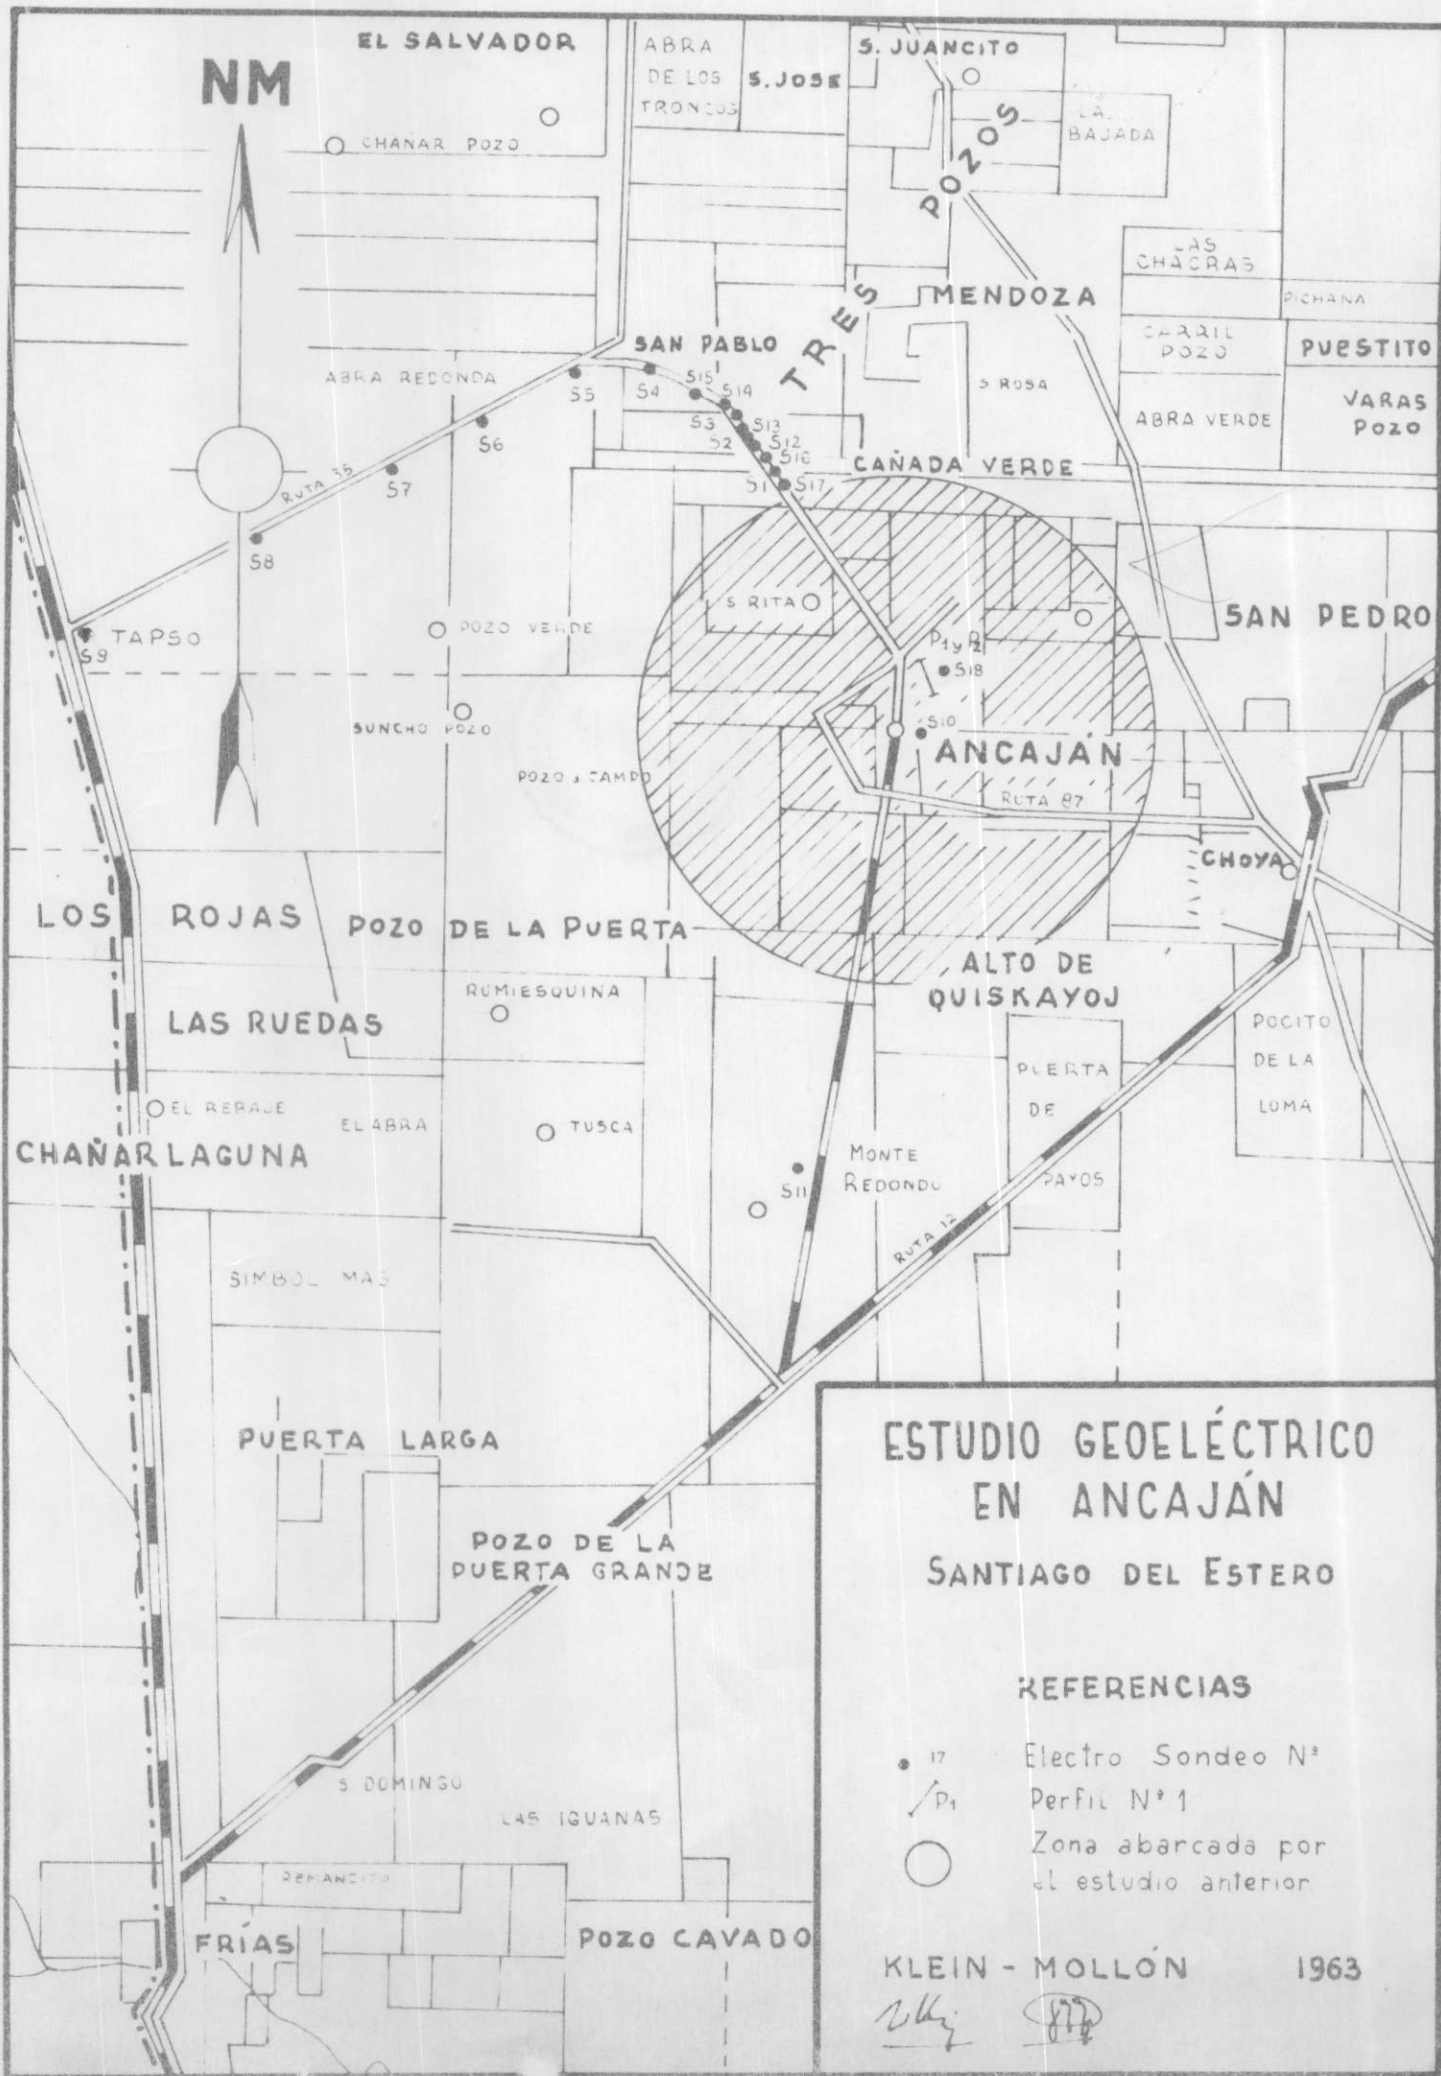 EL SALVADOR
NM
CHAÑAR POZO
ABRA
DE LOS
TRONCOS
S. JOSE
S. JUANCITO
LA
BAJADA
TRES POZOS
LAS
CHACRAS
MENDOZA
PICHANA
CARRIL
POZO
PUESTITO
SAN PABLO
ABRA REDONDA
S ROSA
ABRA VERDE
VARAS
POZO
S15
S14
S5
S4
S3
S13
S2
S12
S6
S16
S7
S1
S17
CAÑADA VERDE
RUTA 35
S8
S RITA
SAN PEDRO
TAPSO
S9
POZO VERDE
P1 y P2
S18
SUNCHO POZO
S10
ANCAJÁN
POZO d CAMPO
RUTA 87
CHOYA
LOS ROJAS
POZO DE LA PUERTA
ALTO DE
QUISKAYOJ
RUMIESQUINA
LAS RUEDAS
POCITO
DE LA
LOMA
PUERTA
DE
PAYOS
EL REBAJE
EL ABRA
TUSCA
CHAÑAR LAGUNA
MONTE
REDONDO
S11
RUTA 12
SIMBOL MAS
PUERTA LARGA
POZO DE LA
PUERTA GRANDE
S DOMINGO
LAS IGUANAS
REMANCITO
FRÍAS
POZO CAVADO
ESTUDIO GEOELÉCTRICO
EN ANCAJÁN
SANTIAGO DEL ESTERO
REFERENCIAS
17 Electro Sondeo Nº
P1 Perfil Nº 1
Zona abarcada por
el estudio anterior
KLEIN - MOLLÓN 1963